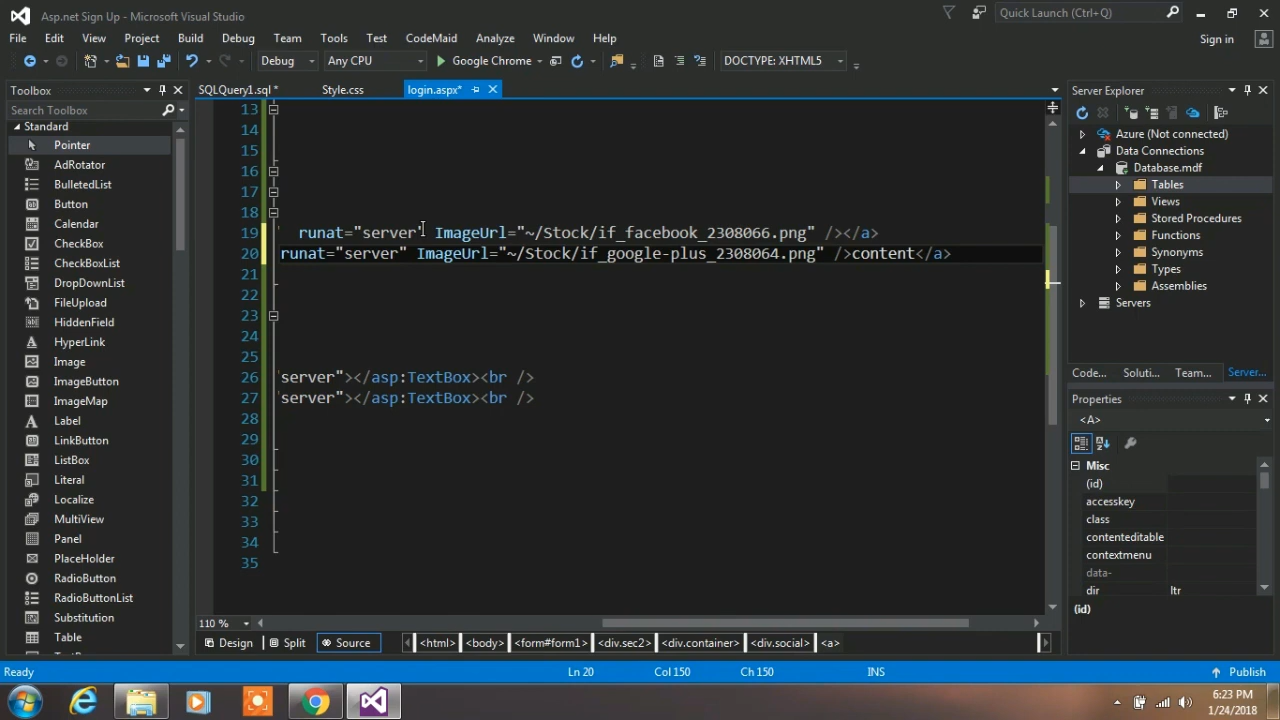 Asp.net Sign Up - Microsoft Visual Studio
Quick Launch (Ctrl+Q)
File Edit View Project Build Debug Team Tools Test CodeMaid Analyze Window Help
Sign in
Debug Any CPU Google Chrome DOCTYPE: XHTML5
Toolbox
SQLQuery1.sql * Style.css login.aspx*
Server Explorer
Search Toolbox
Standard
Pointer
AdRotator
BulletedList
Button
Calendar
CheckBox
CheckBoxList
DropDownList
FileUpload
HiddenField
HyperLink
Image
ImageButton
ImageMap
Label
LinkButton
ListBox
Literal
Localize
MultiView
Panel
PlaceHolder
RadioButton
RadioButtonList
Substitution
Table
13
14
15
16
17
18
19 runat="server" ImageUrl="~/Stock/if_facebook_2308066.png" /></a>
20 runat="server" ImageUrl="~/Stock/if_google-plus_2308064.png" />content</a>
21
22
23
24
25
26 "server"></asp:TextBox><br />
27 "server"></asp:TextBox><br />
28
29
30
31
32
33
34
35
110 %
Design Split Source <html> <body> <form#form1> <div.sec2> <div.container> <div.social> <a>
Azure (Not connected)
Data Connections
Database.mdf
Tables
Views
Stored Procedures
Functions
Synonyms
Types
Assemblies
Servers
Code... Soluti... Team... Server...
Properties
<A>
Misc
(id)
accesskey
class
contenteditable
contextmenu
data-
dir ltr
(id)
Ready Ln 20 Col 150 Ch 150 INS Publish
6:23 PM
1/24/2018